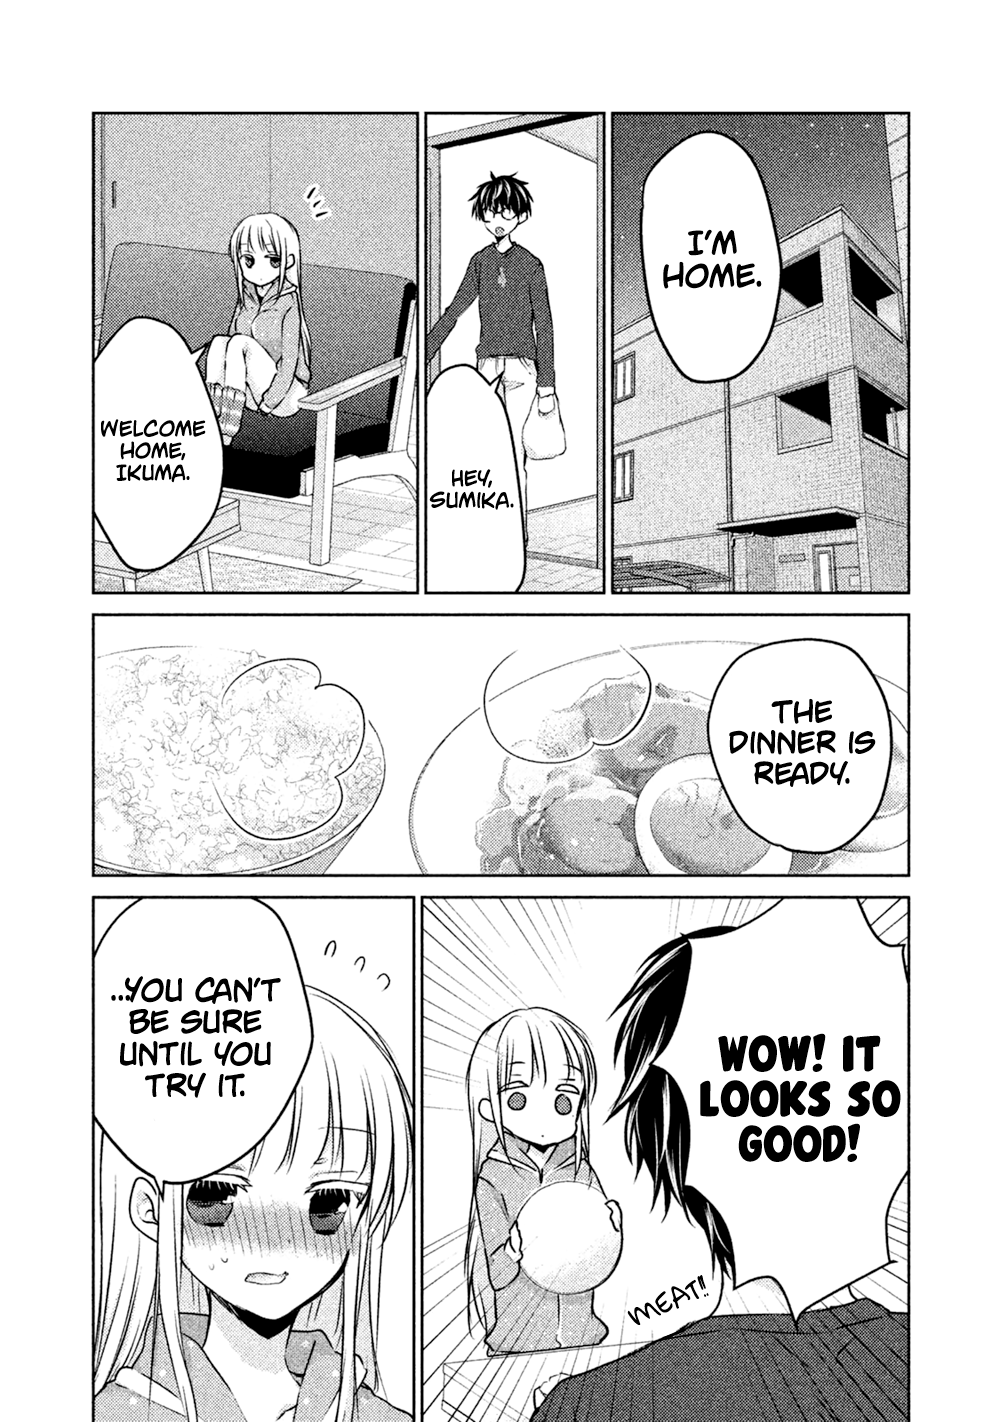 I'M
HOME.
HEY,
SUMIKA.
WELCOME
HOME,
IKUMA.
THE
DINNER IS
READY.
WOW! IT
LOOKS SO
GOOD!
MEAT!!
...YOU CAN'T
BE SURE
UNTIL YOU
TRY IT.